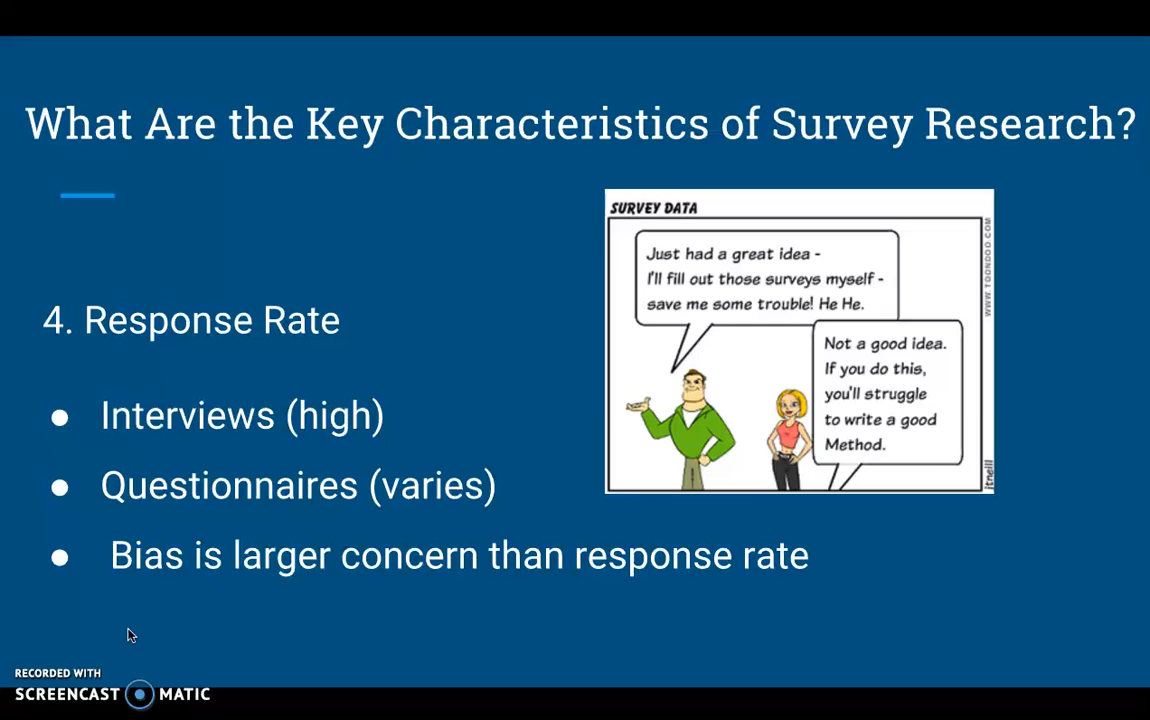 What Are the Key Characteristics of Survey Research?
SURVEY DATA
Just had a great idea -
I'll fill out those surveys myself -
save me some trouble! He He.
Not a good idea.
If you do this,
you'll struggle
to write a good
Method.
WWW.TOONDOO.COM
jtneill
4. Response Rate
● Interviews (high)
● Questionnaires (varies)
● Bias is larger concern than response rate
RECORDED WITH
SCREENCAST MATIC